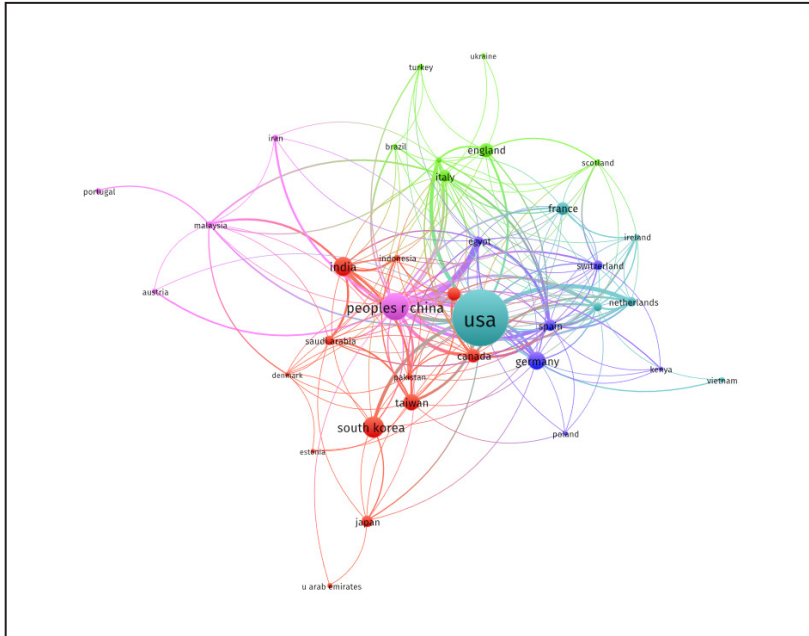 ukraine
turkey
iran
brazil
england
scotland
italy
portugal
france
malaysia
egypt
ireland
india
indonesia
switzerland
austria
peoples r china
netherlands
usa
spain
saudi arabia
canada
germany
kenya
denmark
pakistan
vietnam
taiwan
south korea
poland
estonia
japan
u arab emirates